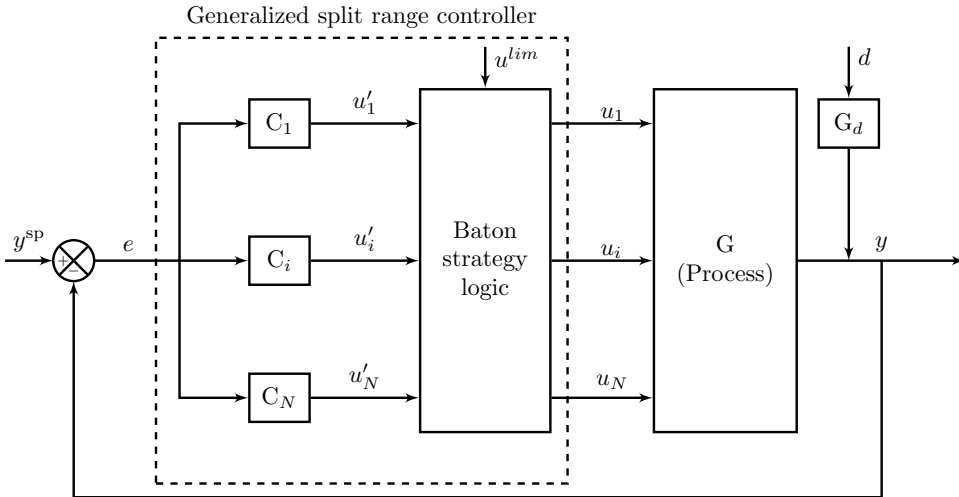 Generalized split range controller
u^{lim}
d
C_1
u'_1
u_1
G_d
y^{sp}
+
−
e
C_i
u'_i
Baton
strategy
logic
u_i
G
(Process)
y
C_N
u'_N
u_N